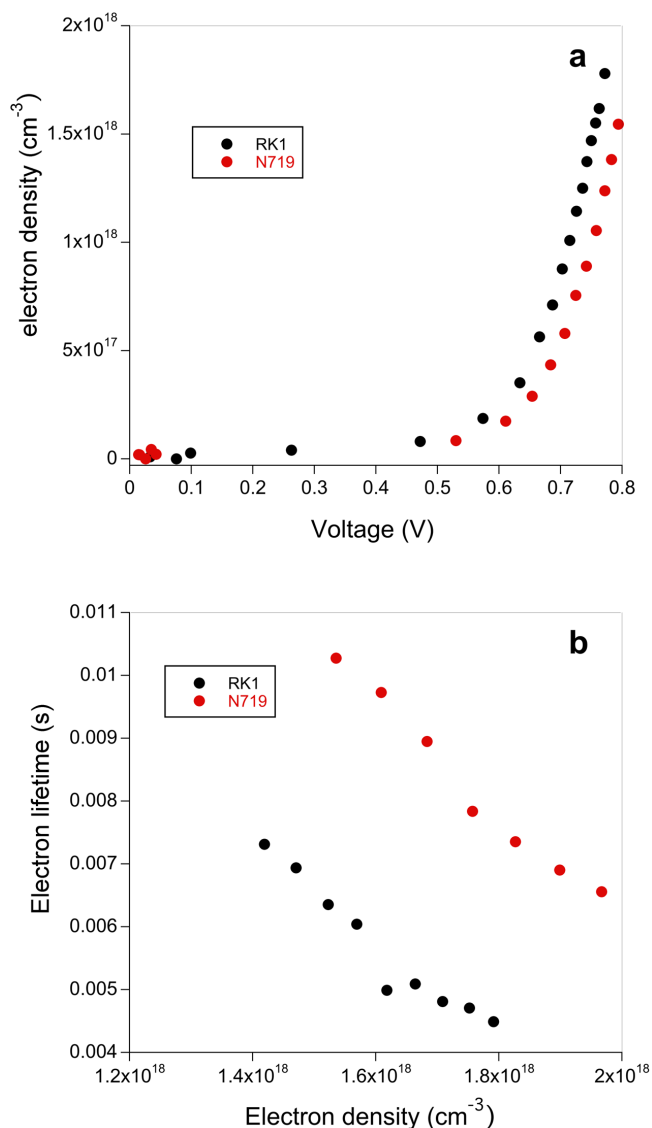 a
2x10^18
1.5x10^18
1x10^18
5x10^17
0
electron density (cm^-3)
RK1
N719
0 0.1 0.2 0.3 0.4 0.5 0.6 0.7 0.8
Voltage (V)
b
0.011
0.01
0.009
0.008
0.007
0.006
0.005
0.004
Electron lifetime (s)
RK1
N719
1.2x10^18 1.4x10^18 1.6x10^18 1.8x10^18 2x10^18
Electron density (cm^-3)